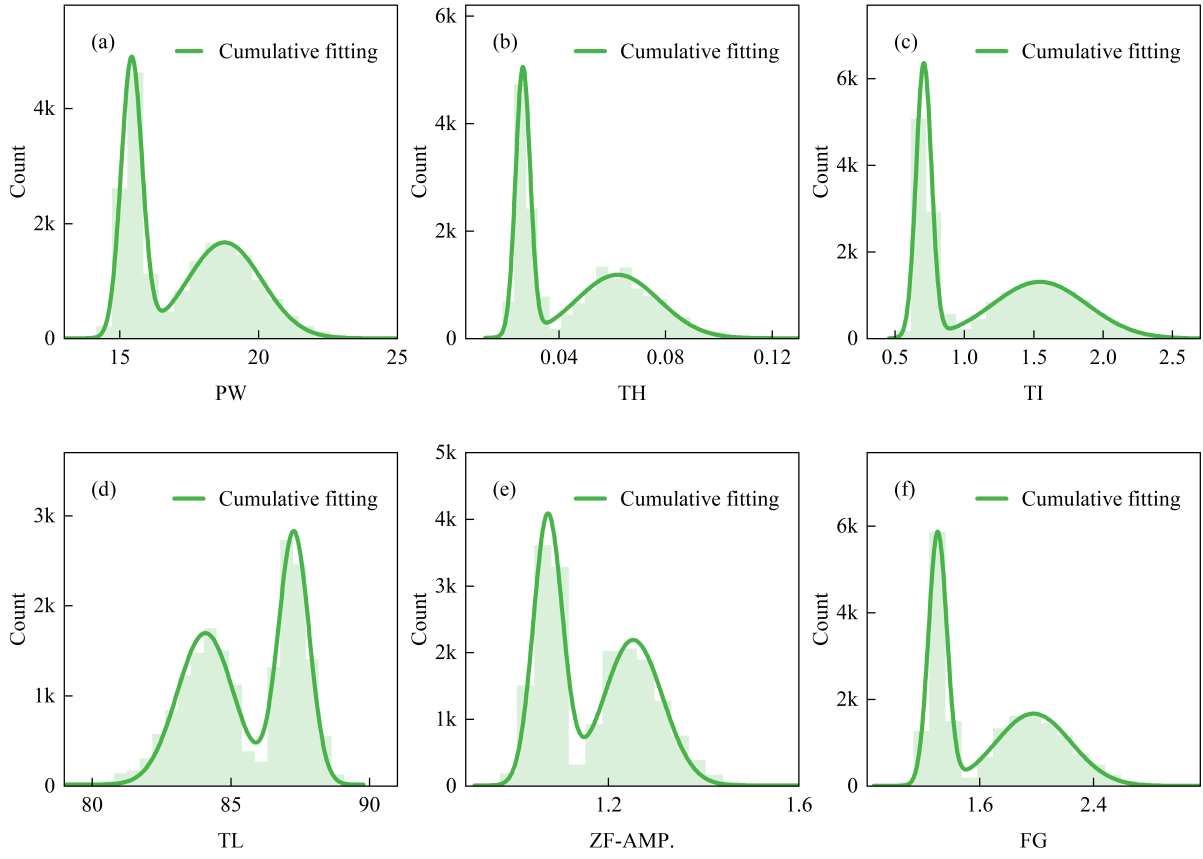 (a) Cumulative fitting
4k
2k
0
Count
15 20 25
PW
(b) Cumulative fitting
6k
4k
2k
0
Count
0.04 0.08 0.12
TH
(c) Cumulative fitting
6k
4k
2k
0
Count
0.5 1.0 1.5 2.0 2.5
TI
(d) Cumulative fitting
3k
2k
1k
0
Count
80 85 90
TL
(e) Cumulative fitting
5k
4k
3k
2k
1k
0
Count
1.2 1.6
ZF-AMP.
(f) Cumulative fitting
6k
4k
2k
0
Count
1.6 2.4
FG